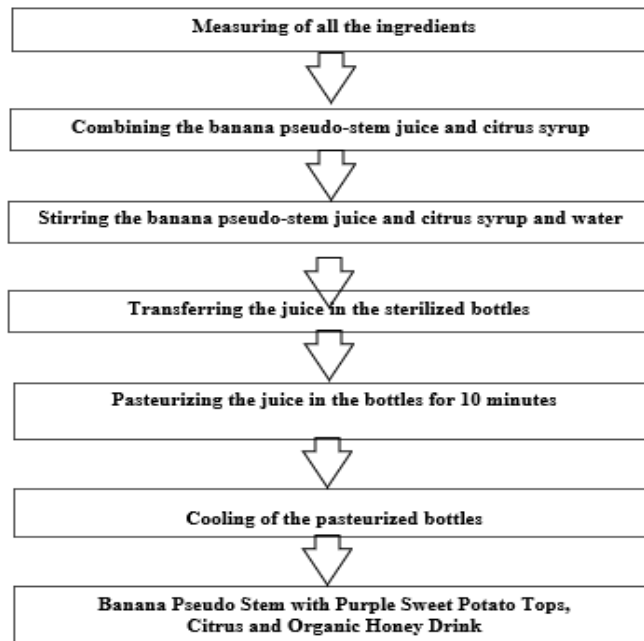 Measuring of all the ingredients
Combining the banana pseudo-stem juice and citrus syrup
Stirring the banana pseudo-stem juice and citrus syrup and water
Transferring the juice in the sterilized bottles
Pasteurizing the juice in the bottles for 10 minutes
Cooling of the pasteurized bottles
Banana Pseudo Stem with Purple Sweet Potato Tops,
Citrus and Organic Honey Drink